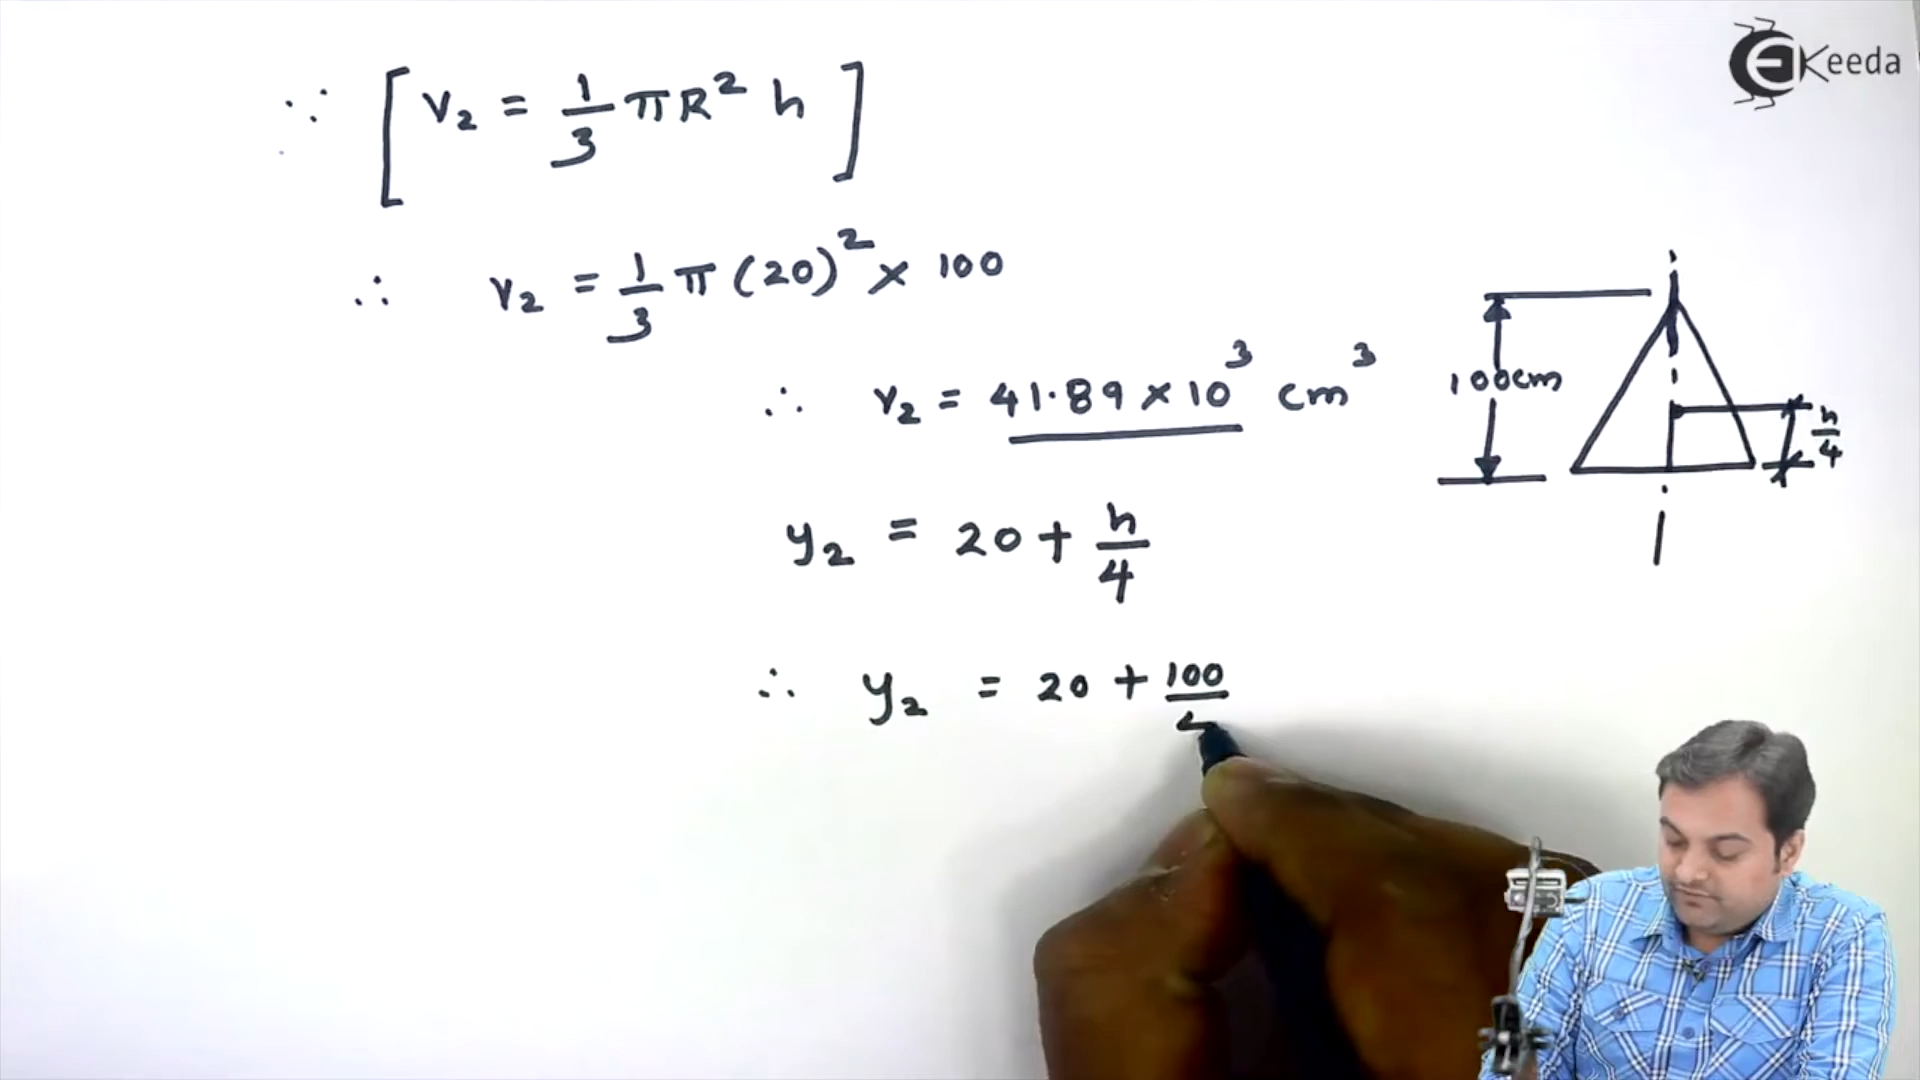 Ekeeda
∵ [ V₂ = 1/3 πR² h ]
∴ V₂ = 1/3 π (20)² × 100
∴ V₂ = 41.89 × 10³ cm³
100cm
h/4
y₂ = 20 + h/4
∴ y₂ = 20 + 100/4